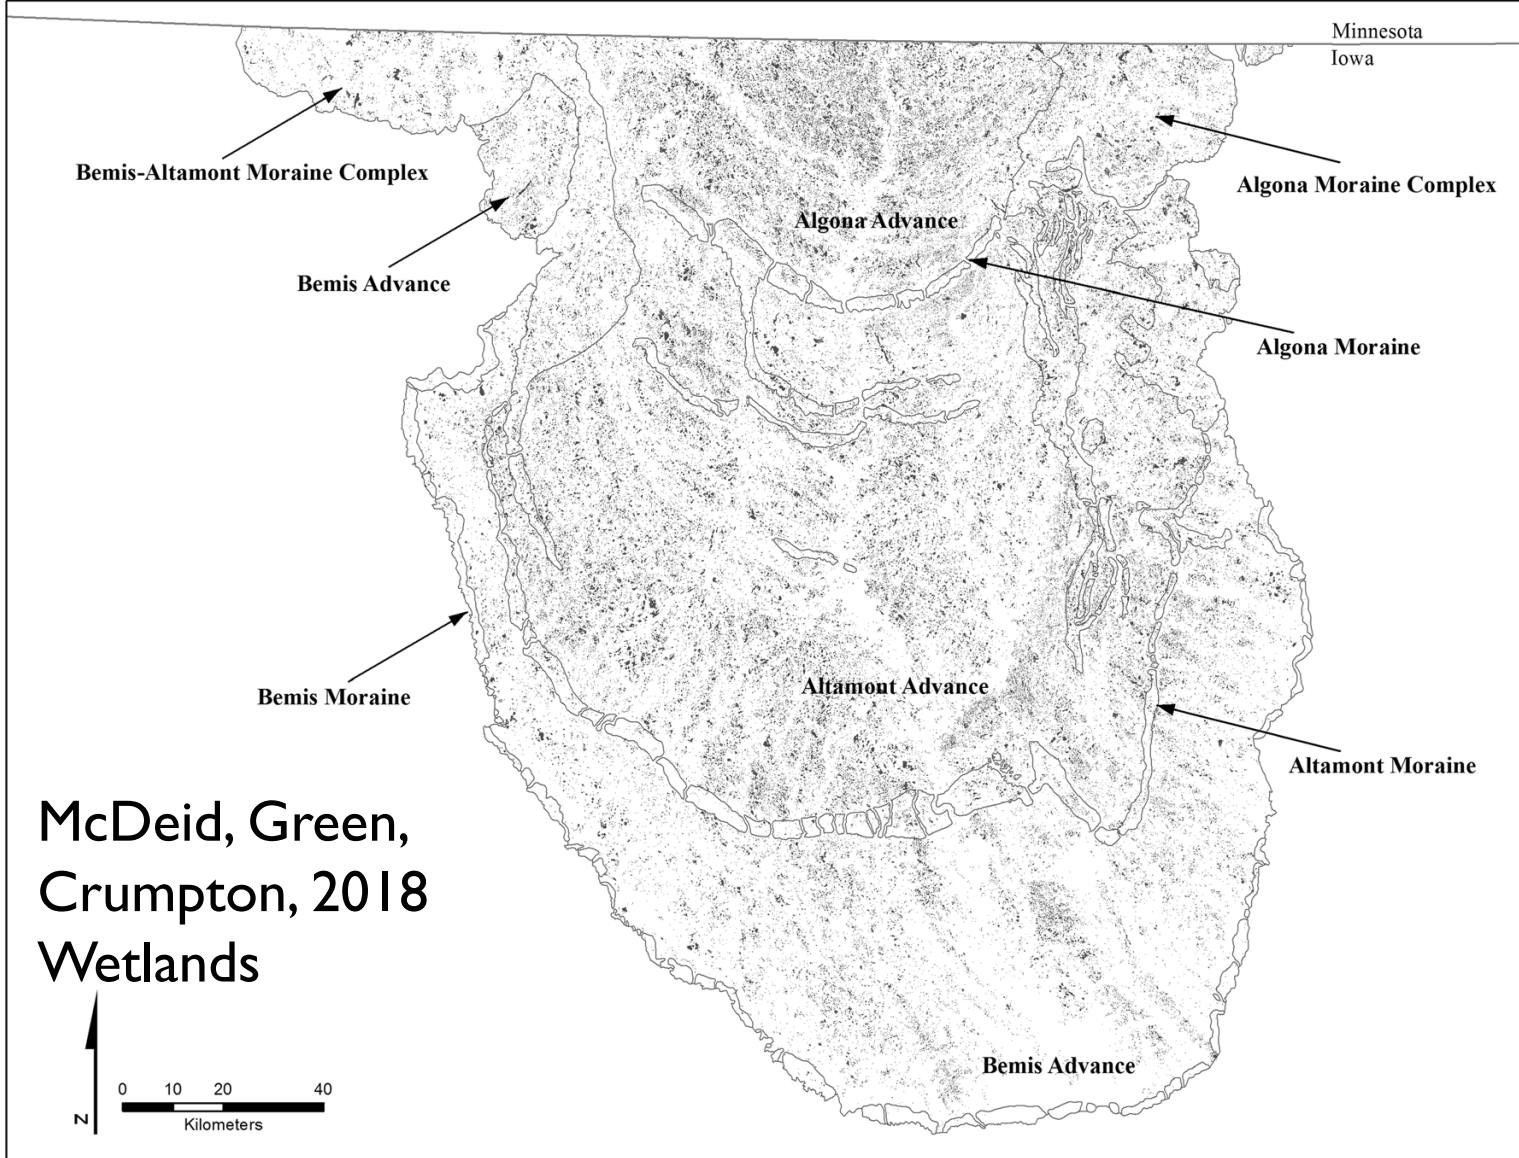 Minnesota
Iowa
Bemis-Altamont Moraine Complex
Algona Moraine Complex
Algona Advance
Bemis Advance
Algona Moraine
Altamont Advance
Bemis Moraine
Altamont Moraine
McDeid, Green,
Crumpton, 2018
Wetlands
Bemis Advance
0 10 20 40
Kilometers
N